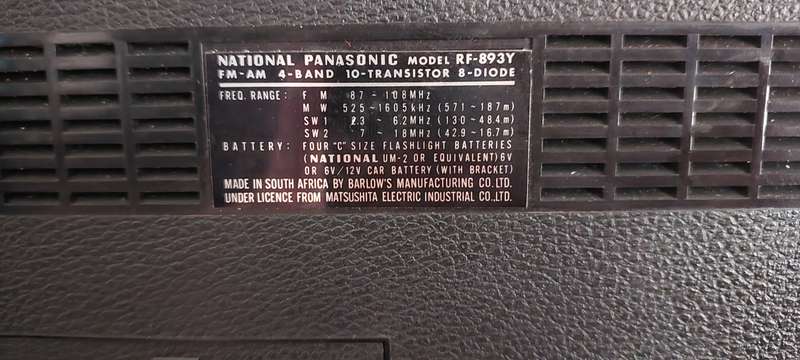 NATIONAL PANASONIC MODEL RF-893Y
FM-AM 4-BAND 10-TRANSISTOR 8-DIODE
FREQ. RANGE: FM 87 ~ 108MHz
MW 525 ~ 1605kHz (571 ~ 187m)
SW1 2.3 ~ 6.2MHz (130 ~ 48.4m)
SW2 7 ~ 18MHz (42.9 ~ 16.7m)
BATTERY: FOUR "C" SIZE FLASHLIGHT BATTERIES
(NATIONAL UM-2 OR EQUIVALENT) 6V
OR 6V/12V CAR BATTERY (WITH BRACKET)
MADE IN SOUTH AFRICA BY BARLOW'S MANUFACTURING CO. LTD.
UNDER LICENCE FROM MATSUSHITA ELECTRIC INDUSTRIAL CO.,LTD.